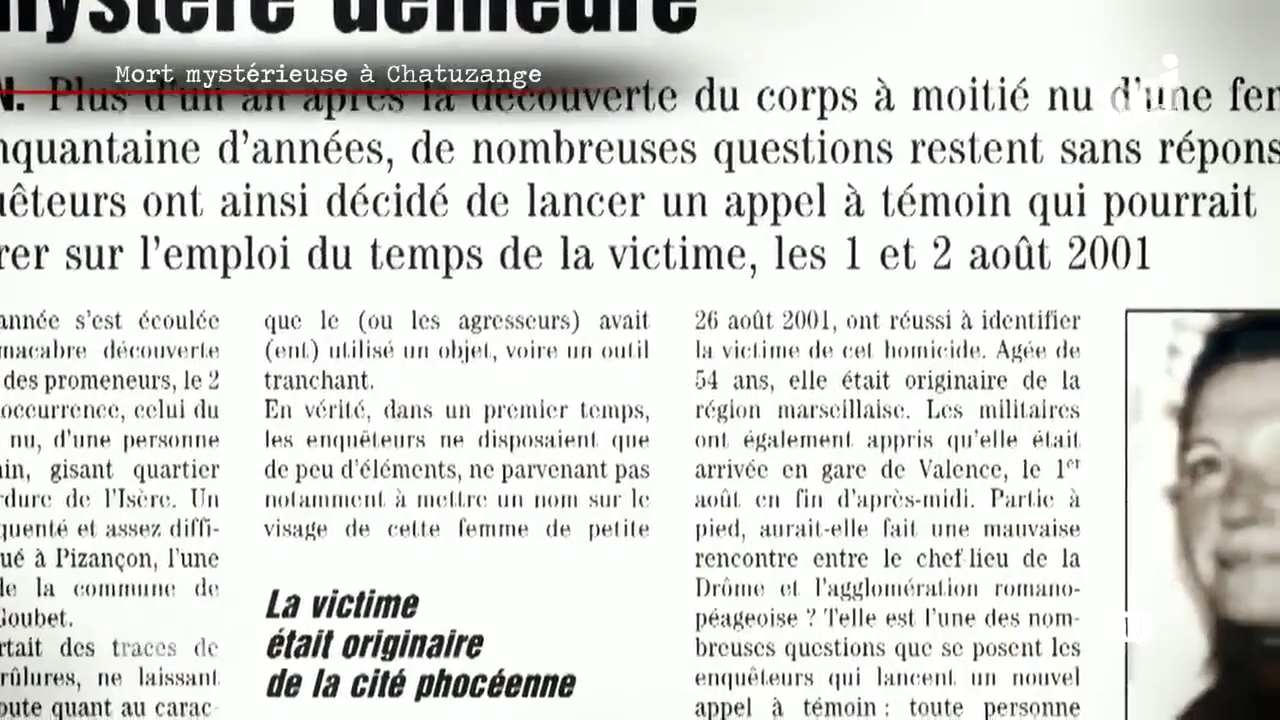 mystère demeure
Mort mystérieuse à Chatuzange
N. Plus d'un an après la découverte du corps à moitié nu d'une fem
nquantaine d'années, de nombreuses questions restent sans répons
uêteurs ont ainsi décidé de lancer un appel à témoin qui pourrait
rer sur l'emploi du temps de la victime, les 1 et 2 août 2001
année s'est écoulée
macabre découverte
des promeneurs, le 2
occurrence, celui du
nu, d'une personne
ain, gisant quartier
rdure de l'Isère. Un
quenté et assez diffi-
qué à Pizançon, l'une
de la commune de
Goubet.
rtait des traces de
rûlures, ne laissant
oute quant au carac-
que le (ou les agresseurs) avait
(ent) utilisé un objet, voire un outil
tranchant.
En vérité, dans un premier temps,
les enquêteurs ne disposaient que
de peu d'éléments, ne parvenant pas
notamment à mettre un nom sur le
visage de cette femme de petite
La victime
était originaire
de la cité phocéenne
26 août 2001, ont réussi à identifier
la victime de cet homicide. Agée de
54 ans, elle était originaire de la
région marseillaise. Les militaires
ont également appris qu'elle était
arrivée en gare de Valence, le 1er
août en fin d'après-midi. Partie à
pied, aurait-elle fait une mauvaise
rencontre entre le chef lieu de la
Drôme et l'agglomération romano-
péageoise ? Telle est l'une des nom-
breuses questions que se posent les
enquêteurs qui lancent un nouvel
appel à témoin : toute personne